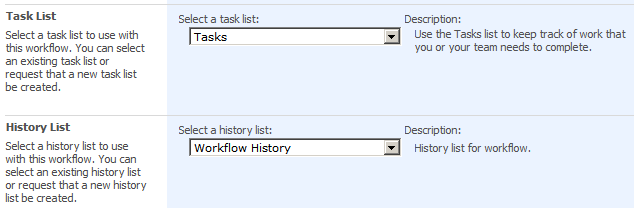 Task List
Select a task list to use with
this workflow. You can select
an existing task list or
request that a new task list
be created.
Select a task list:
Tasks
Description:
Use the Tasks list to keep track of work that
you or your team needs to complete.
History List
Select a history list to use
with this workflow. You can
select an existing history list
or request that a new history
list be created.
Select a history list:
Workflow History
Description:
History list for workflow.